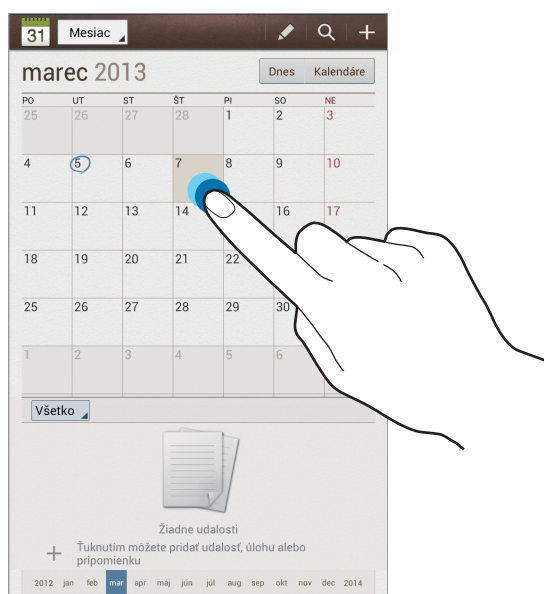 31 Mesiac
marec 2013 Dnes Kalendáre
PO UT ST ŠT PI SO NE
25 26 27 28 1 2 3
4 5 6 7 8 9 10
11 12 13 14 16 17
18 19 20 21 22
25 26 27 28 29 30
1 2 3 4 5 6
Všetko
Žiadne udalosti
Ťuknutím môžete pridať udalosť, úlohu alebo
pripomienku
2012 jan feb mar apr máj jún júl aug sep okt nov dec 2014